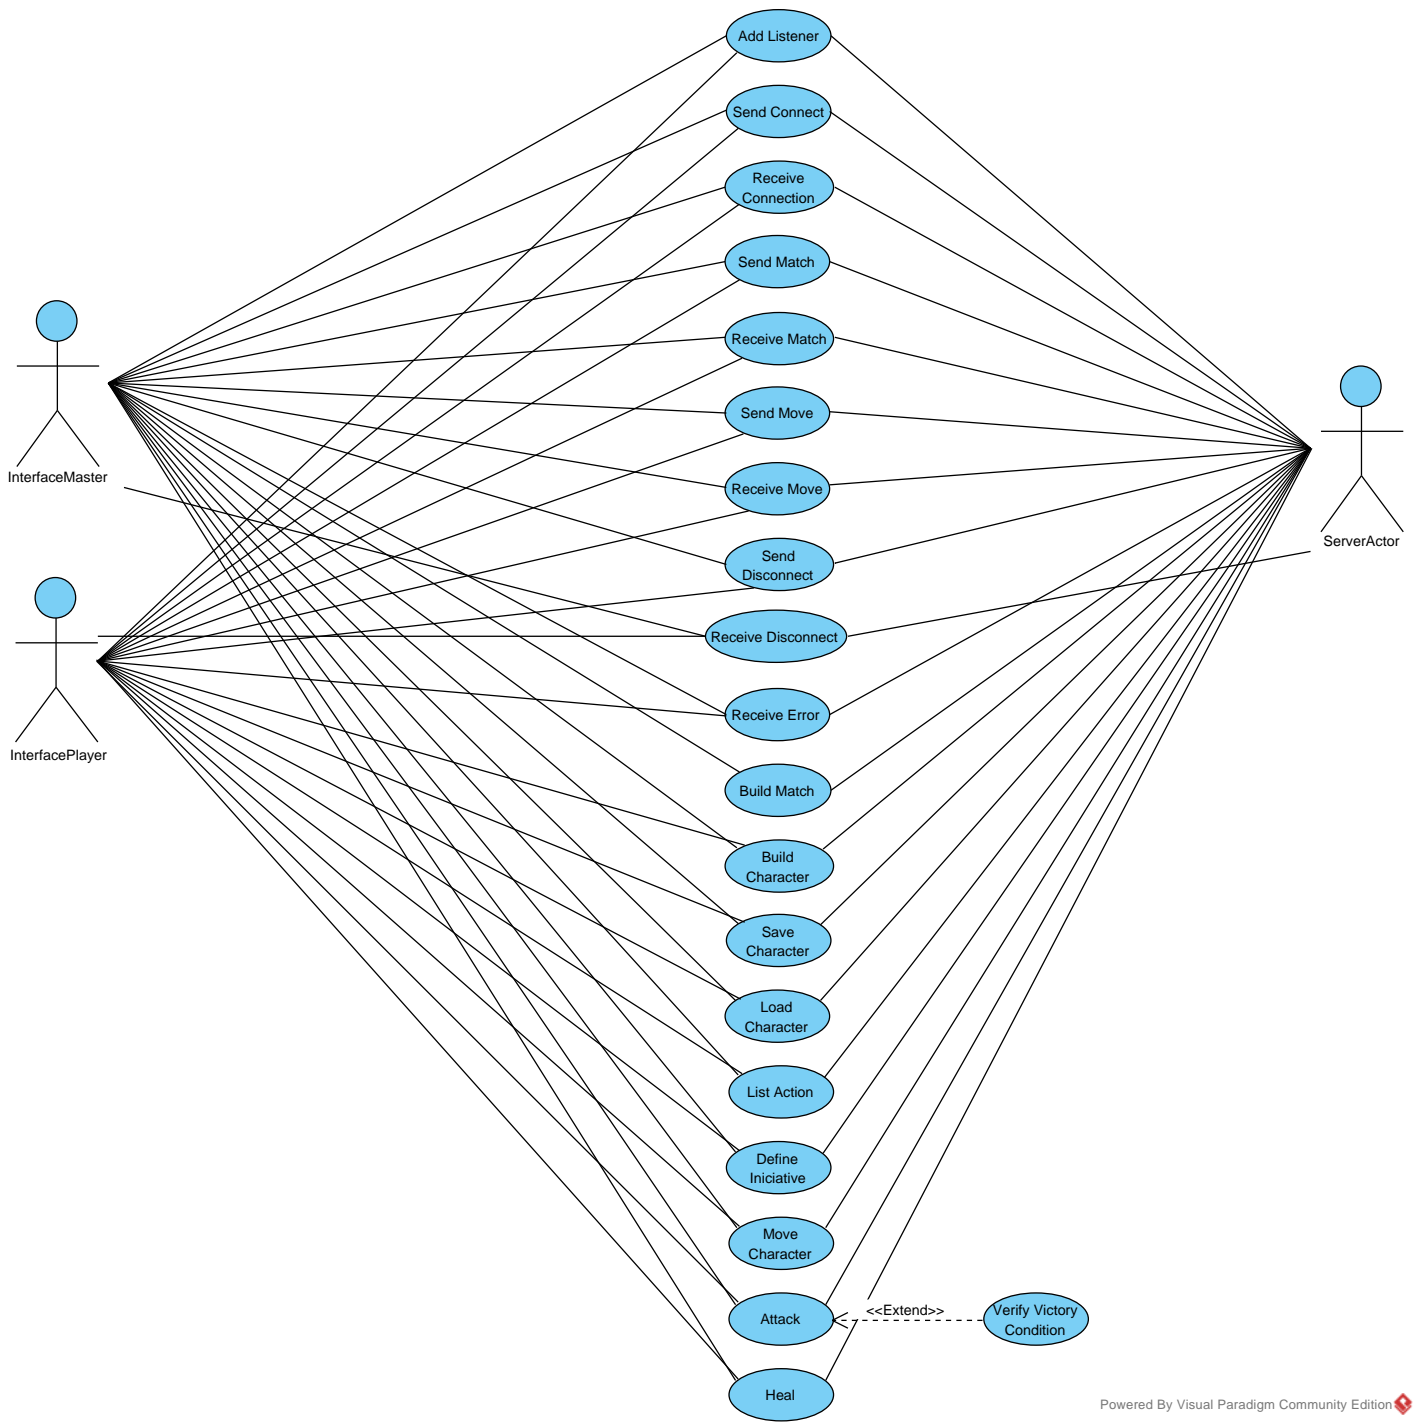 Add Listener
Send Connect
Receive
Connection
Send Match
Receive Match
Send Move
InterfaceMaster
Receive Move
ServerActor
Send
Disconnect
Receive Disconnect
Receive Error
InterfacePlayer
Build Match
Build
Character
Save
Character
Load
Character
List Action
Define
Iniciative
Move
Character
Attack
<<Extend>>
Verify Victory
Condition
Heal
Powered By Visual Paradigm Community Edition